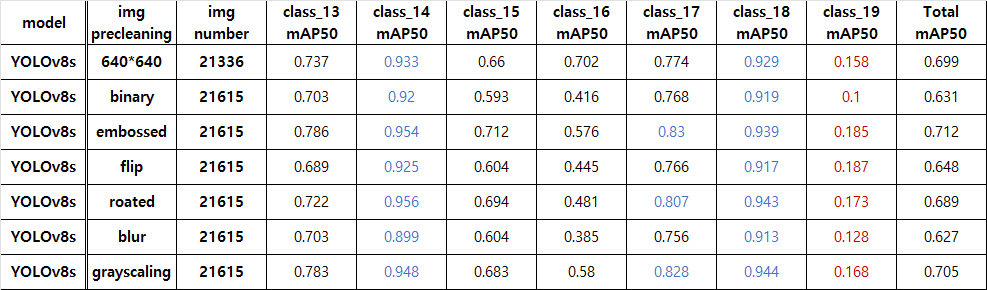 model img precleaning img number class_13 mAP50 class_14 mAP50 class_15 mAP50 class_16 mAP50 class_17 mAP50 class_18 mAP50 class_19 mAP50 Total mAP50
YOLOv8s 640*640 21336 0.737 0.933 0.66 0.702 0.774 0.929 0.158 0.699
YOLOv8s binary 21615 0.703 0.92 0.593 0.416 0.768 0.919 0.1 0.631
YOLOv8s embossed 21615 0.786 0.954 0.712 0.576 0.83 0.939 0.185 0.712
YOLOv8s flip 21615 0.689 0.925 0.604 0.445 0.766 0.917 0.187 0.648
YOLOv8s roated 21615 0.722 0.956 0.694 0.481 0.807 0.943 0.173 0.689
YOLOv8s blur 21615 0.703 0.899 0.604 0.385 0.756 0.913 0.128 0.627
YOLOv8s grayscaling 21615 0.783 0.948 0.683 0.58 0.828 0.944 0.168 0.705